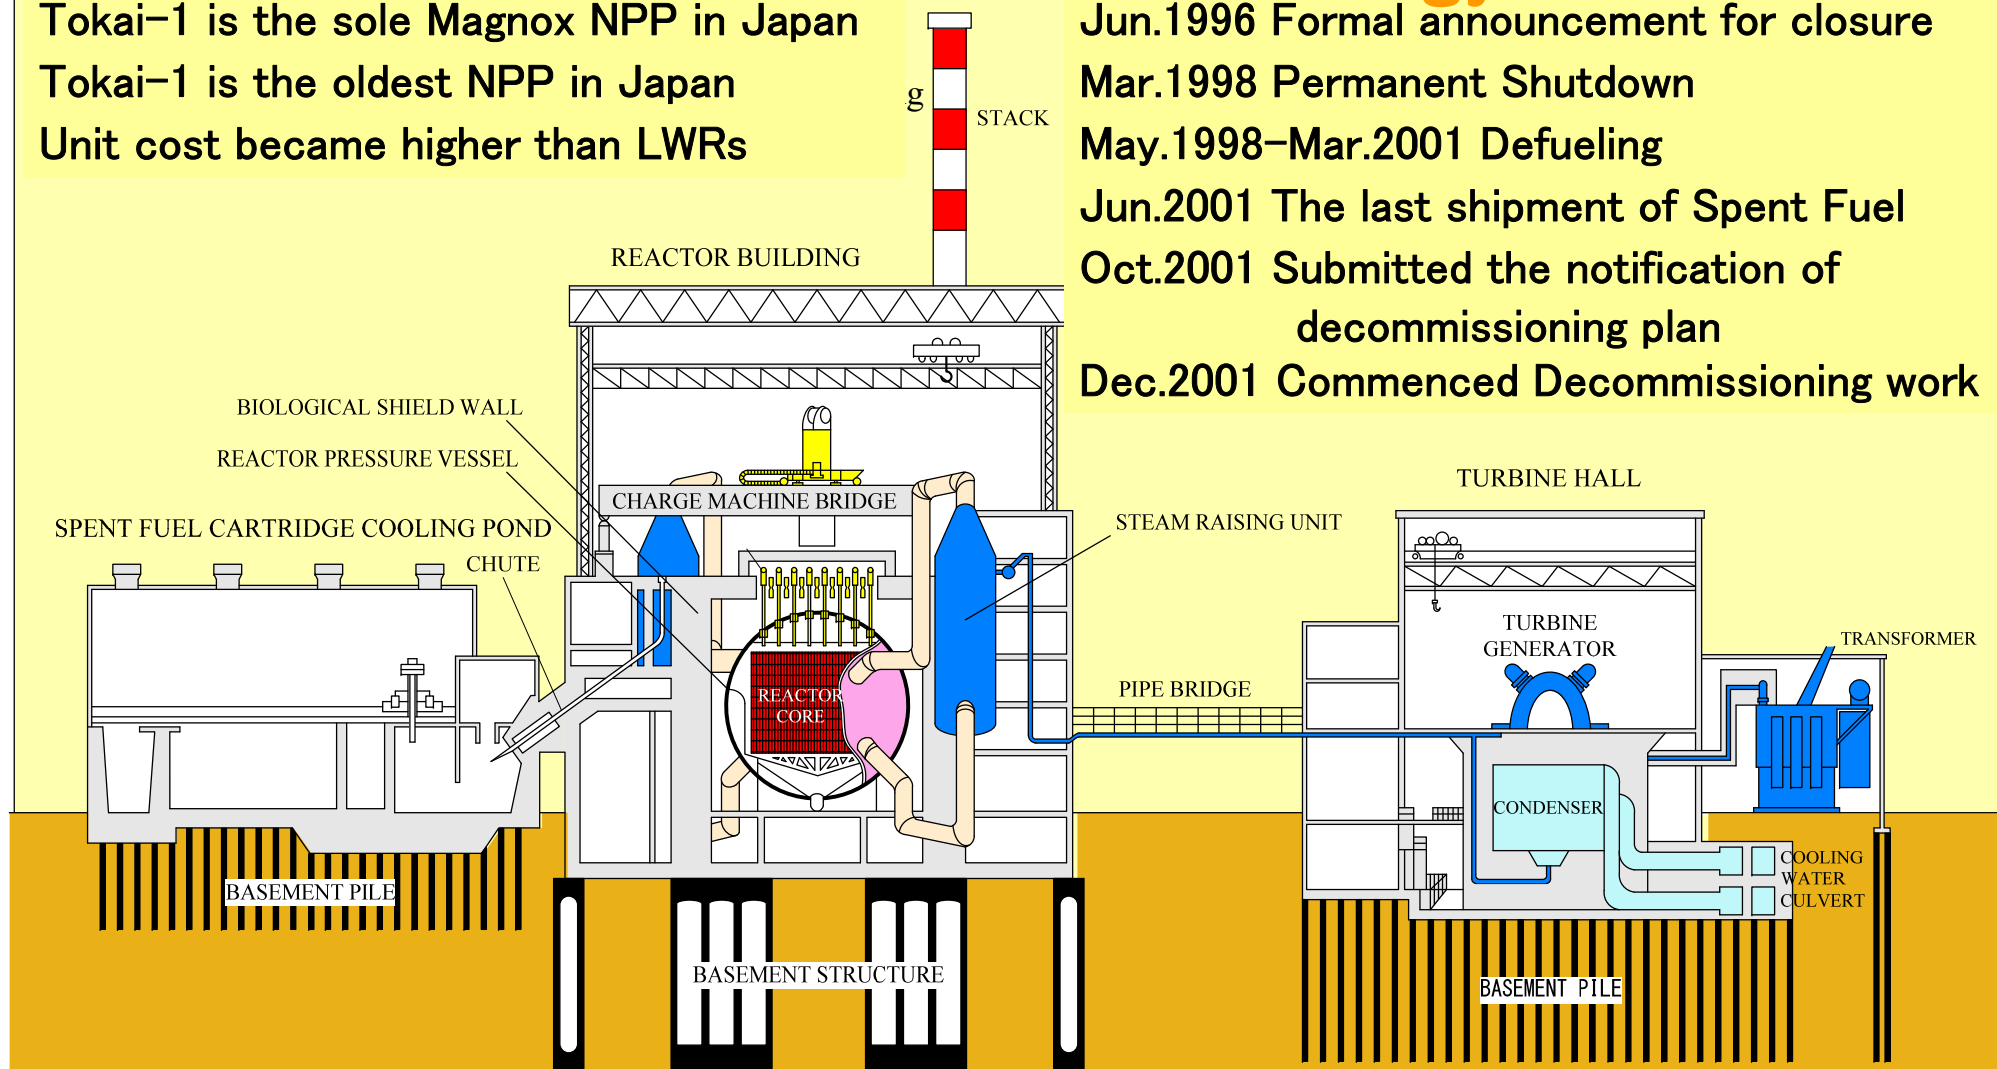 Tokai-1 is the sole Magnox NPP in Japan
Tokai-1 is the oldest NPP in Japan
Unit cost became higher than LWRs
g
Jun.1996 Formal announcement for closure
Mar.1998 Permanent Shutdown
May.1998-Mar.2001 Defueling
Jun.2001 The last shipment of Spent Fuel
Oct.2001 Submitted the notification of
decommissioning plan
Dec.2001 Commenced Decommissioning work
STACK
REACTOR BUILDING
BIOLOGICAL SHIELD WALL
REACTOR PRESSURE VESSEL
CHARGE MACHINE BRIDGE
SPENT FUEL CARTRIDGE COOLING POND
CHUTE
STEAM RAISING UNIT
TURBINE HALL
TURBINE
GENERATOR
TRANSFORMER
REACTOR
CORE
PIPE BRIDGE
CONDENSER
COOLING
WATER
CULVERT
BASEMENT PILE
BASEMENT STRUCTURE
BASEMENT PILE